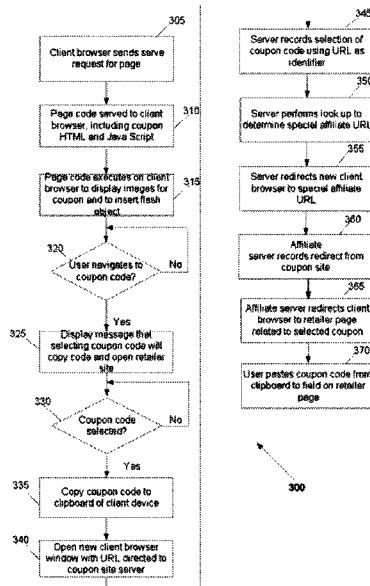 305
Client browser sends serve
request for page
310
Page code served to client
browser, including coupon
HTML and Java Script
315
Page code executes on client
browser to display images for
coupon and to insert flash
object
320
User navigates to
coupon code?
No
Yes
325
Display message that
selecting coupon code will
copy code and open retailer
site
330
Coupon code
selected?
No
Yes
335
Copy coupon code to
clipboard of client device
340
Open new client browser
window with URL directed to
coupon site server
345
Server records selection of
coupon code using URL as
identifier
350
Server performs look up to
determine special affiliate URL
355
Server redirects new client
browser to special affiliate
URL
360
Affiliate
server records redirect from
coupon site
365
Affiliate server redirects client
browser to retailer page
related to selected coupon
370
User pastes coupon code from
clipboard to field on retailer
page
300